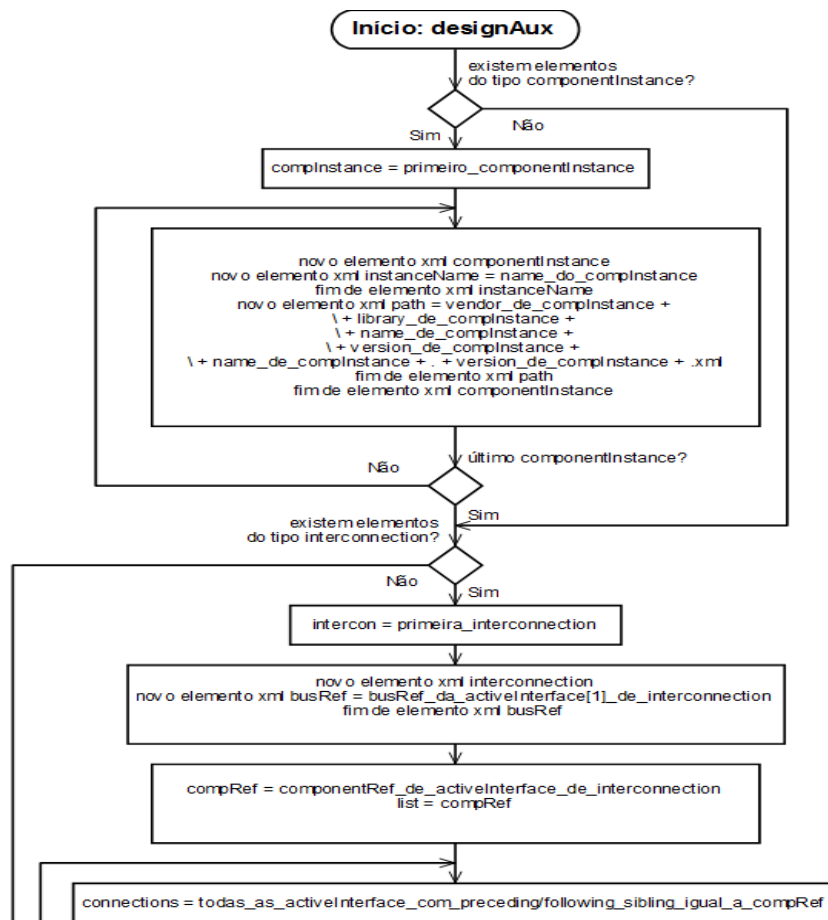 Início: designAux
existem elementos
do tipo componentInstance?
Não
Sim
compInstance = primeiro_componentInstance
novo elemento xml componentInstance
novo elemento xml instanceName = name_do_compInstance
fim de elemento xml instanceName
novo elemento xml path = vendor_de_compInstance +
\ + library_de_compInstance +
\ + name_de_compInstance +
\ + version_de_compInstance +
\ + name_de_compInstance + . + version_de_compInstance + .xml
fim de elemento xml path
fim de elemento xml componentInstance
último componentInstance?
Não
Sim
existem elementos
do tipo interconnection?
Não
Sim
intercon = primeira_interconnection
novo elemento xml interconnection
novo elemento xml busRef = busRef_da_activeInterface[1]_de_interconnection
fim de elemento xml busRef
compRef = componentRef_de_activeInterface_de_interconnection
list = compRef
connections = todas_as_activeInterface_com_preceding/following_sibling_igual_a_compRef